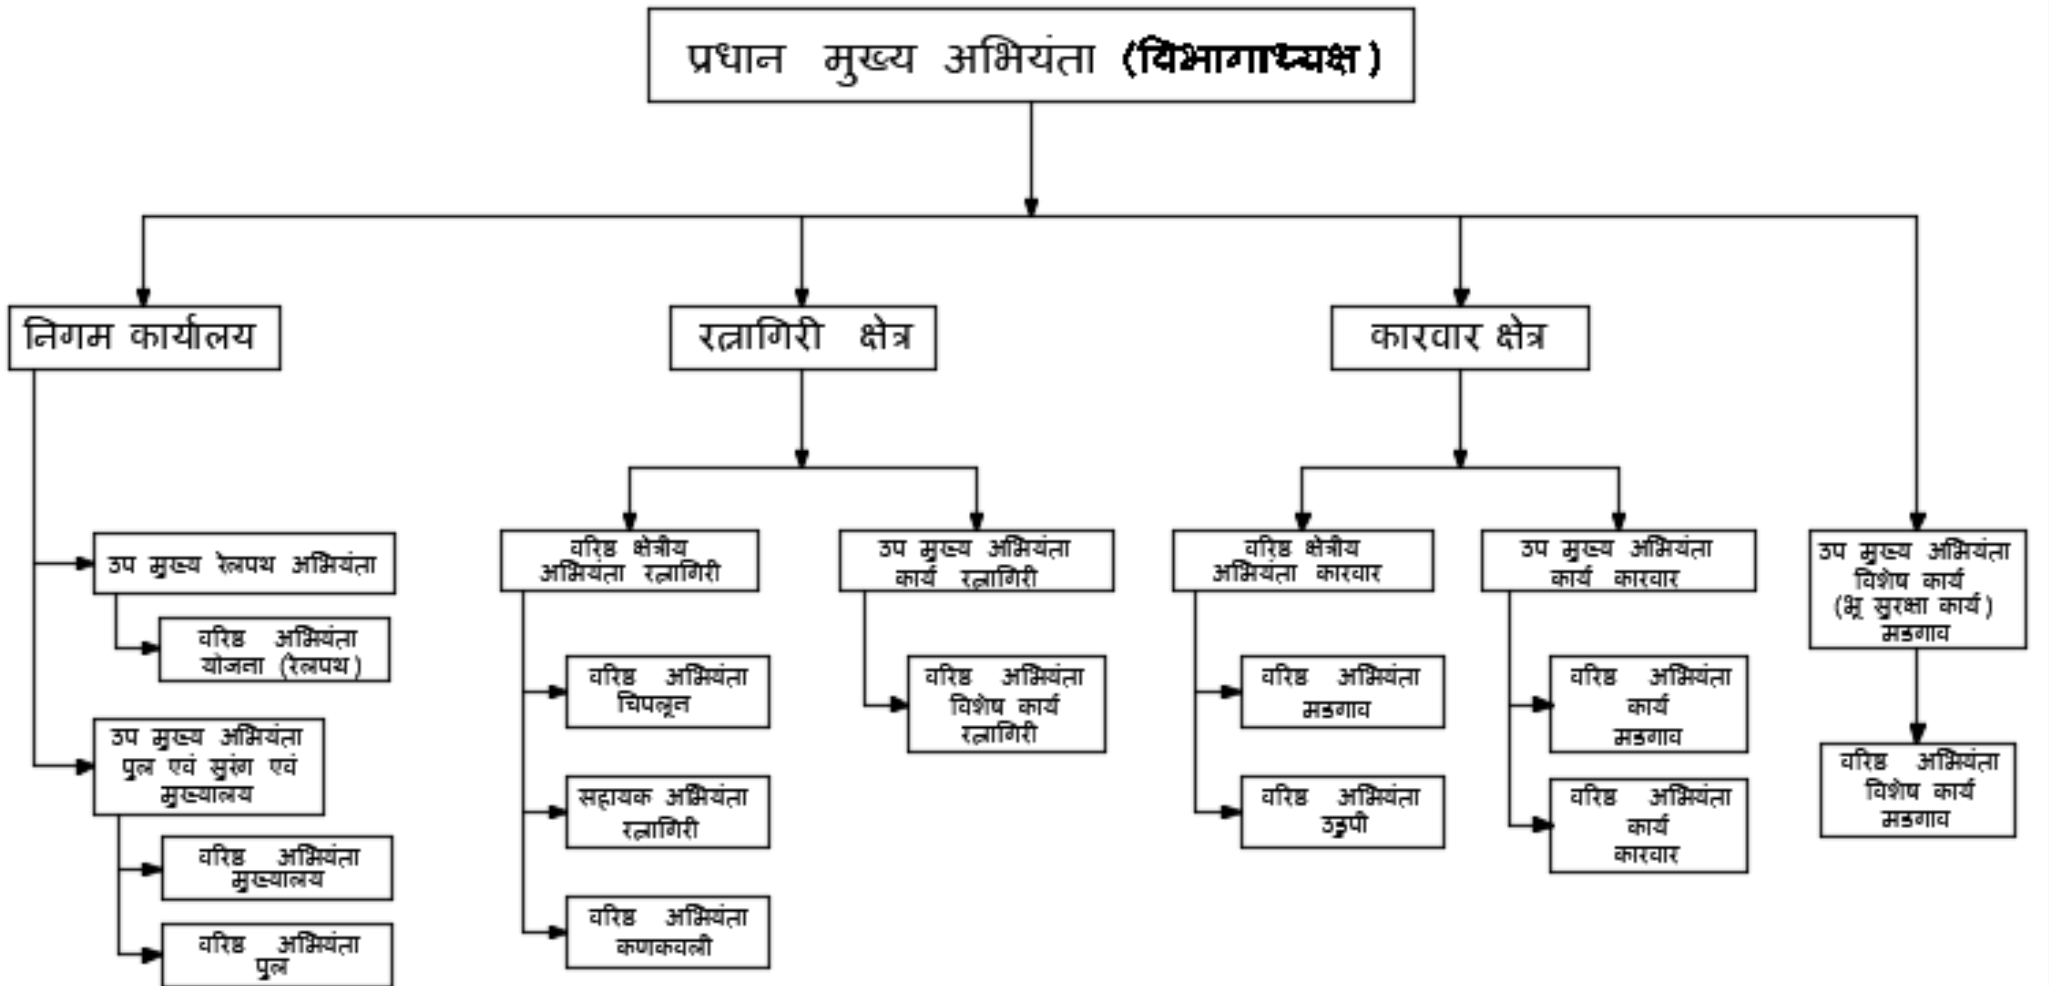 प्रधान मुख्य अभियंता (विभागाध्यक्ष)
निगम कार्यालय
रत्नागिरी क्षेत्र
कारवार क्षेत्र
उप मुख्य रेलपथ अभियंता
वरिष्ठ अभियंता
योजना (रेलपथ)
उप मुख्य अभियंता
पुल एवं सुरंग एवं
मुख्यालय
वरिष्ठ अभियंता
मुख्यालय
वरिष्ठ अभियंता
पुल
वरिष्ठ क्षेत्रीय
अभियंता रत्नागिरी
वरिष्ठ अभियंता
चिपलून
सहायक अभियंता
रत्नागिरी
वरिष्ठ अभियंता
कणकवली
उप मुख्य अभियंता
कार्य रत्नागिरी
वरिष्ठ अभियंता
विशेष कार्य
रत्नागिरी
वरिष्ठ क्षेत्रीय
अभियंता कारवार
वरिष्ठ अभियंता
मडगाव
वरिष्ठ अभियंता
उडुपी
उप मुख्य अभियंता
कार्य कारवार
वरिष्ठ अभियंता
कार्य
मडगाव
वरिष्ठ अभियंता
कार्य
कारवार
उप मुख्य अभियंता
विशेष कार्य
(भू सुरक्षा कार्य)
मडगाव
वरिष्ठ अभियंता
विशेष कार्य
मडगाव